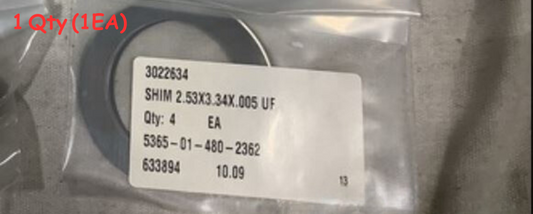 1 Qty (1EA)
3022634
SHIM 2.53X3.34X.005 UF
Qty: 4 EA
5365-01-480-2362
633894 10.09
13